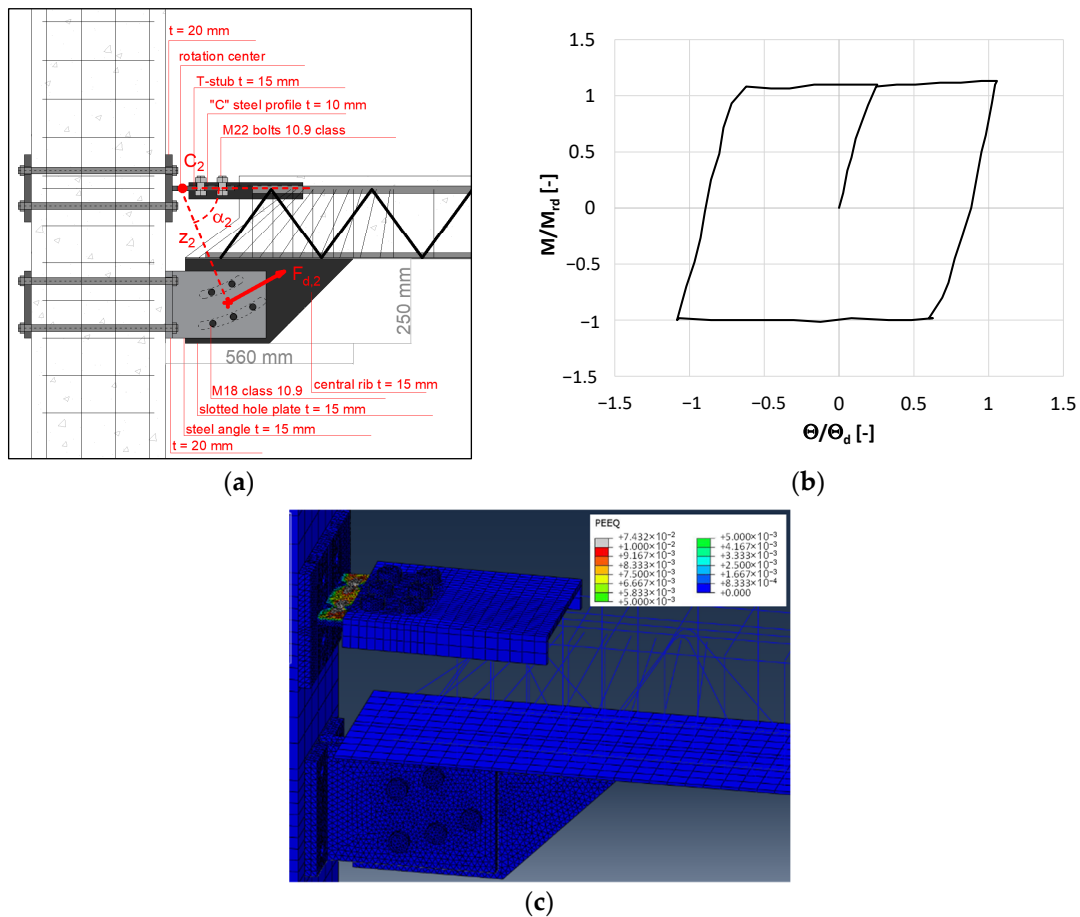 t = 20 mm
rotation center
T-stub t = 15 mm
"C" steel profile t = 10 mm
M22 bolts 10.9 class
C2
α2
z2
Fd,2
250 mm
560 mm
M18 class 10.9
central rib t = 15 mm
slotted hole plate t = 15 mm
steel angle t = 15 mm
t = 20 mm
(a)
1.5
1
0.5
0
−0.5
−1
−1.5
M/Mrd [-]
−1.5
−1
−0.5
0
0.5
1
1.5
Θ/Θd [-]
(b)
PEEQ
+7.432×10⁻²
+1.000×10⁻²
+9.167×10⁻³
+8.333×10⁻³
+7.500×10⁻³
+6.667×10⁻³
+5.833×10⁻³
+5.000×10⁻³
+5.000×10⁻³
+4.167×10⁻³
+3.333×10⁻³
+2.500×10⁻³
+1.667×10⁻³
+8.333×10⁻⁴
+0.000
(c)